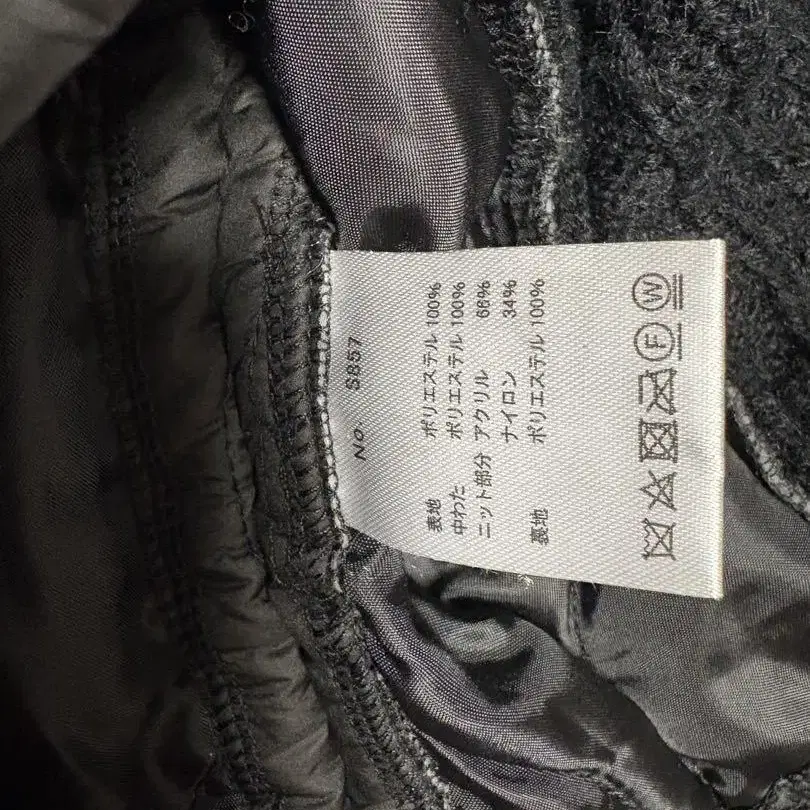 No. S857
表地 ポリエステル 100%
中わた ポリエステル 100%
ニット部分 アクリル 66%
ナイロン 34%
裏地 ポリエステル 100%
F W